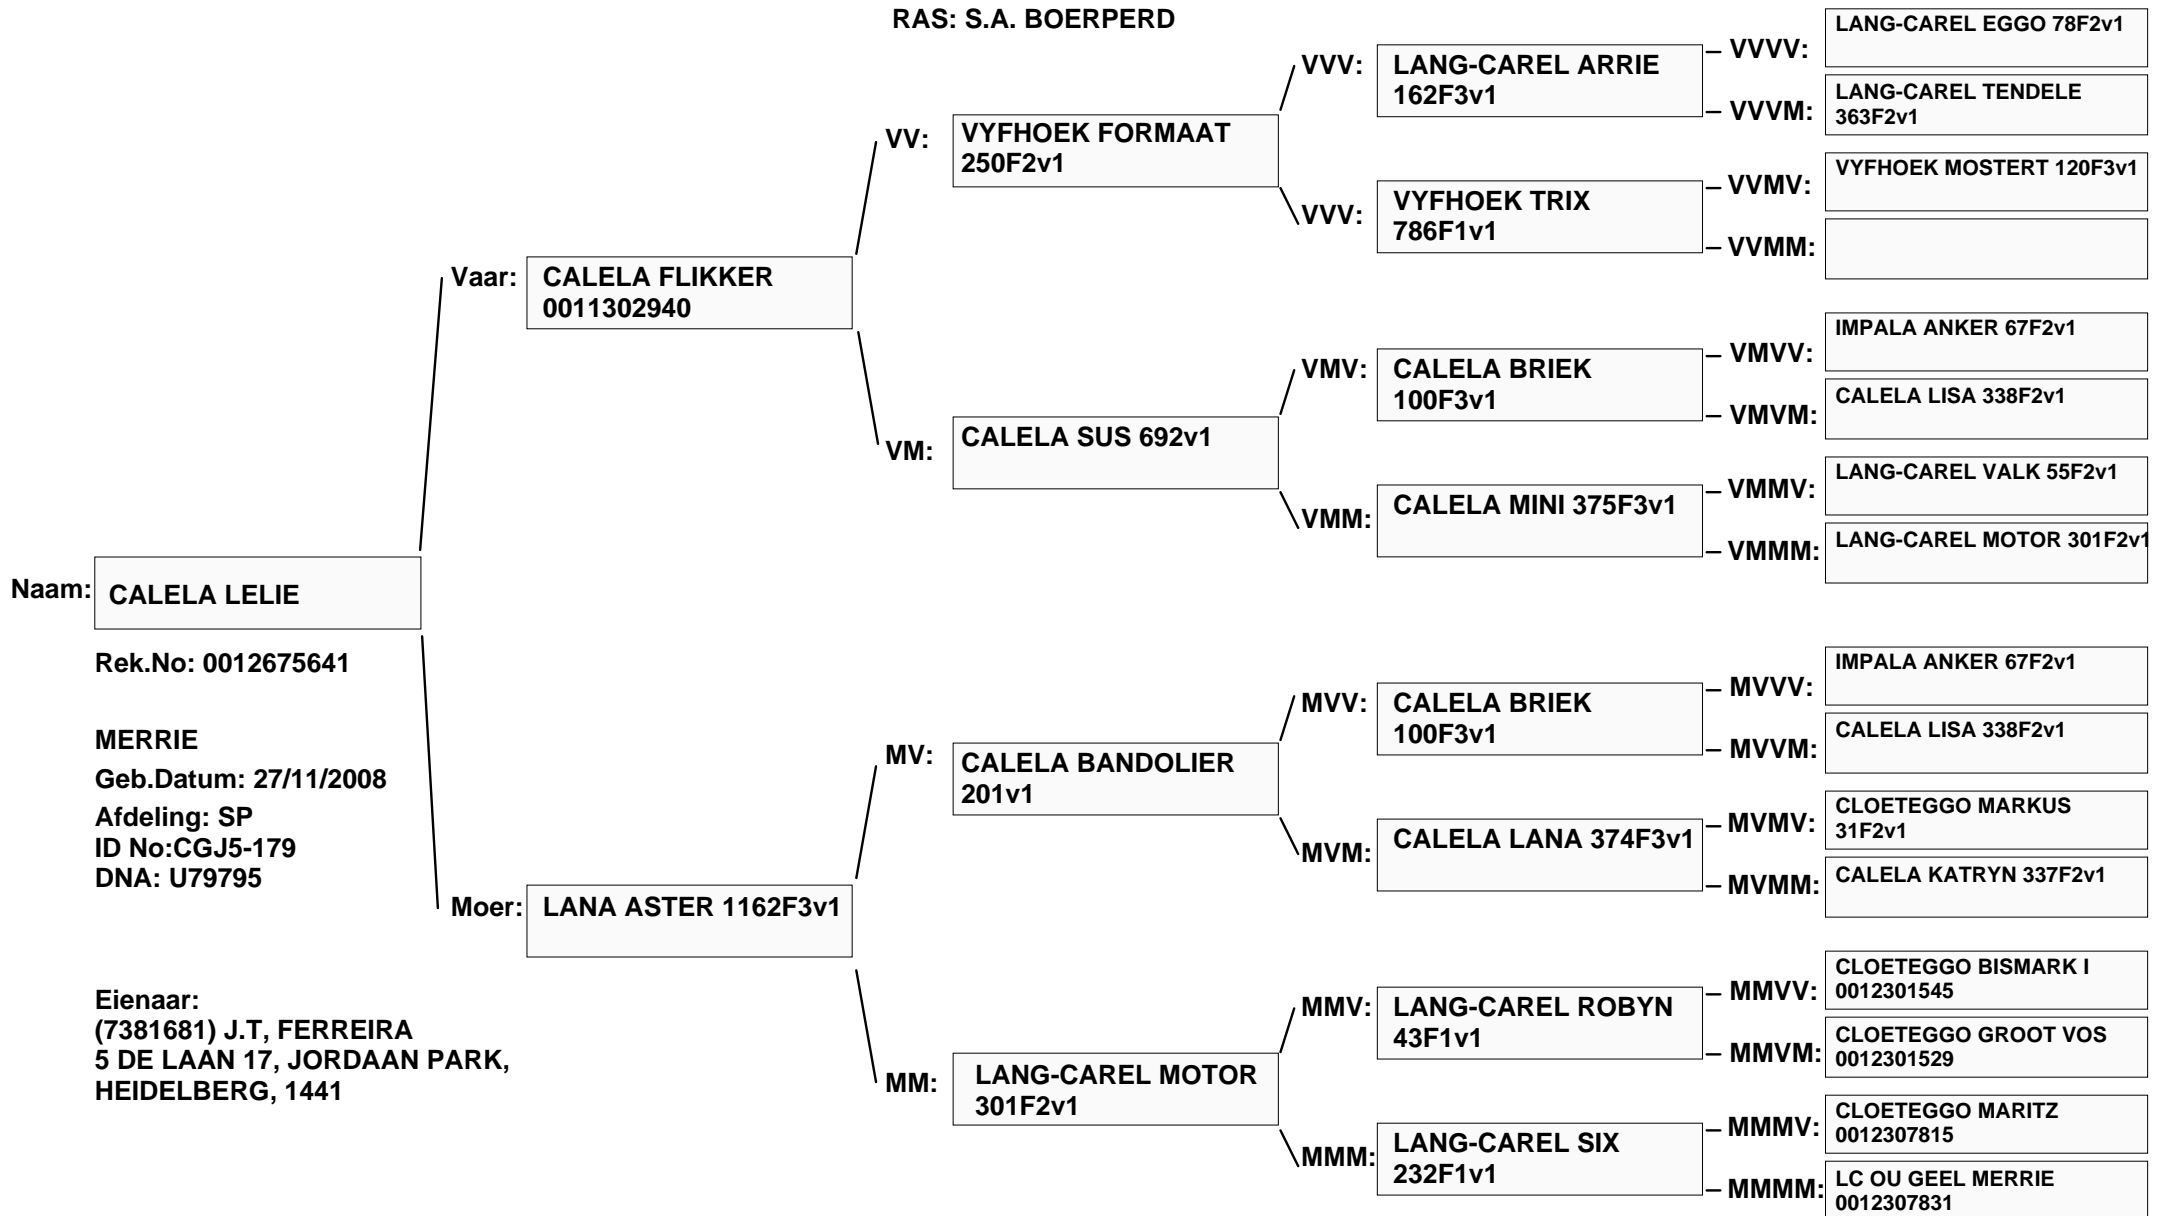 RAS: S.A. BOERPERD
Naam:
CALELA LELIE
Rek.No: 0012675641
MERRIE
Geb.Datum: 27/11/2008
Afdeling: SP
ID No:CGJ5-179
DNA: U79795
Eienaar:
(7381681) J.T, FERREIRA
5 DE LAAN 17, JORDAAN PARK,
HEIDELBERG, 1441
Vaar:
CALELA FLIKKER
0011302940
Moer:
LANA ASTER 1162F3v1
VV:
VYFHOEK FORMAAT
250F2v1
VM:
CALELA SUS 692v1
MV:
CALELA BANDOLIER
201v1
MM:
LANG-CAREL MOTOR
301F2v1
VVV:
LANG-CAREL ARRIE
162F3v1
VVV:
VYFHOEK TRIX
786F1v1
VMV:
CALELA BRIEK
100F3v1
VMM:
CALELA MINI 375F3v1
MVV:
CALELA BRIEK
100F3v1
MVM:
CALELA LANA 374F3v1
MMV:
LANG-CAREL ROBYN
43F1v1
MMM:
LANG-CAREL SIX
232F1v1
VVVV:
LANG-CAREL EGGO 78F2v1
VVVM:
LANG-CAREL TENDELE
363F2v1
VVMV:
VYFHOEK MOSTERT 120F3v1
VVMM:
VMVV:
IMPALA ANKER 67F2v1
VMVM:
CALELA LISA 338F2v1
VMMV:
LANG-CAREL VALK 55F2v1
VMMM:
LANG-CAREL MOTOR 301F2v1
MVVV:
IMPALA ANKER 67F2v1
MVVM:
CALELA LISA 338F2v1
MVMV:
CLOETEGGO MARKUS
31F2v1
MVMM:
CALELA KATRYN 337F2v1
MMVV:
CLOETEGGO BISMARK I
0012301545
MMVM:
CLOETEGGO GROOT VOS
0012301529
MMMV:
CLOETEGGO MARITZ
0012307815
MMMM:
LC OU GEEL MERRIE
0012307831